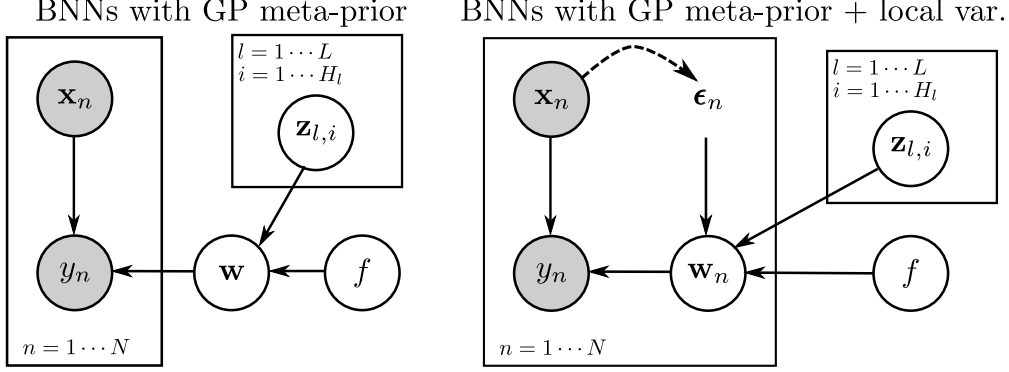 BNNs with GP meta-prior
l = 1 ⋯ L
i = 1 ⋯ H_l
x_n
z_{l,i}
y_n
w
f
n = 1 ⋯ N
BNNs with GP meta-prior + local var.
x_n
ϵ_n
l = 1 ⋯ L
i = 1 ⋯ H_l
z_{l,i}
y_n
w_n
f
n = 1 ⋯ N